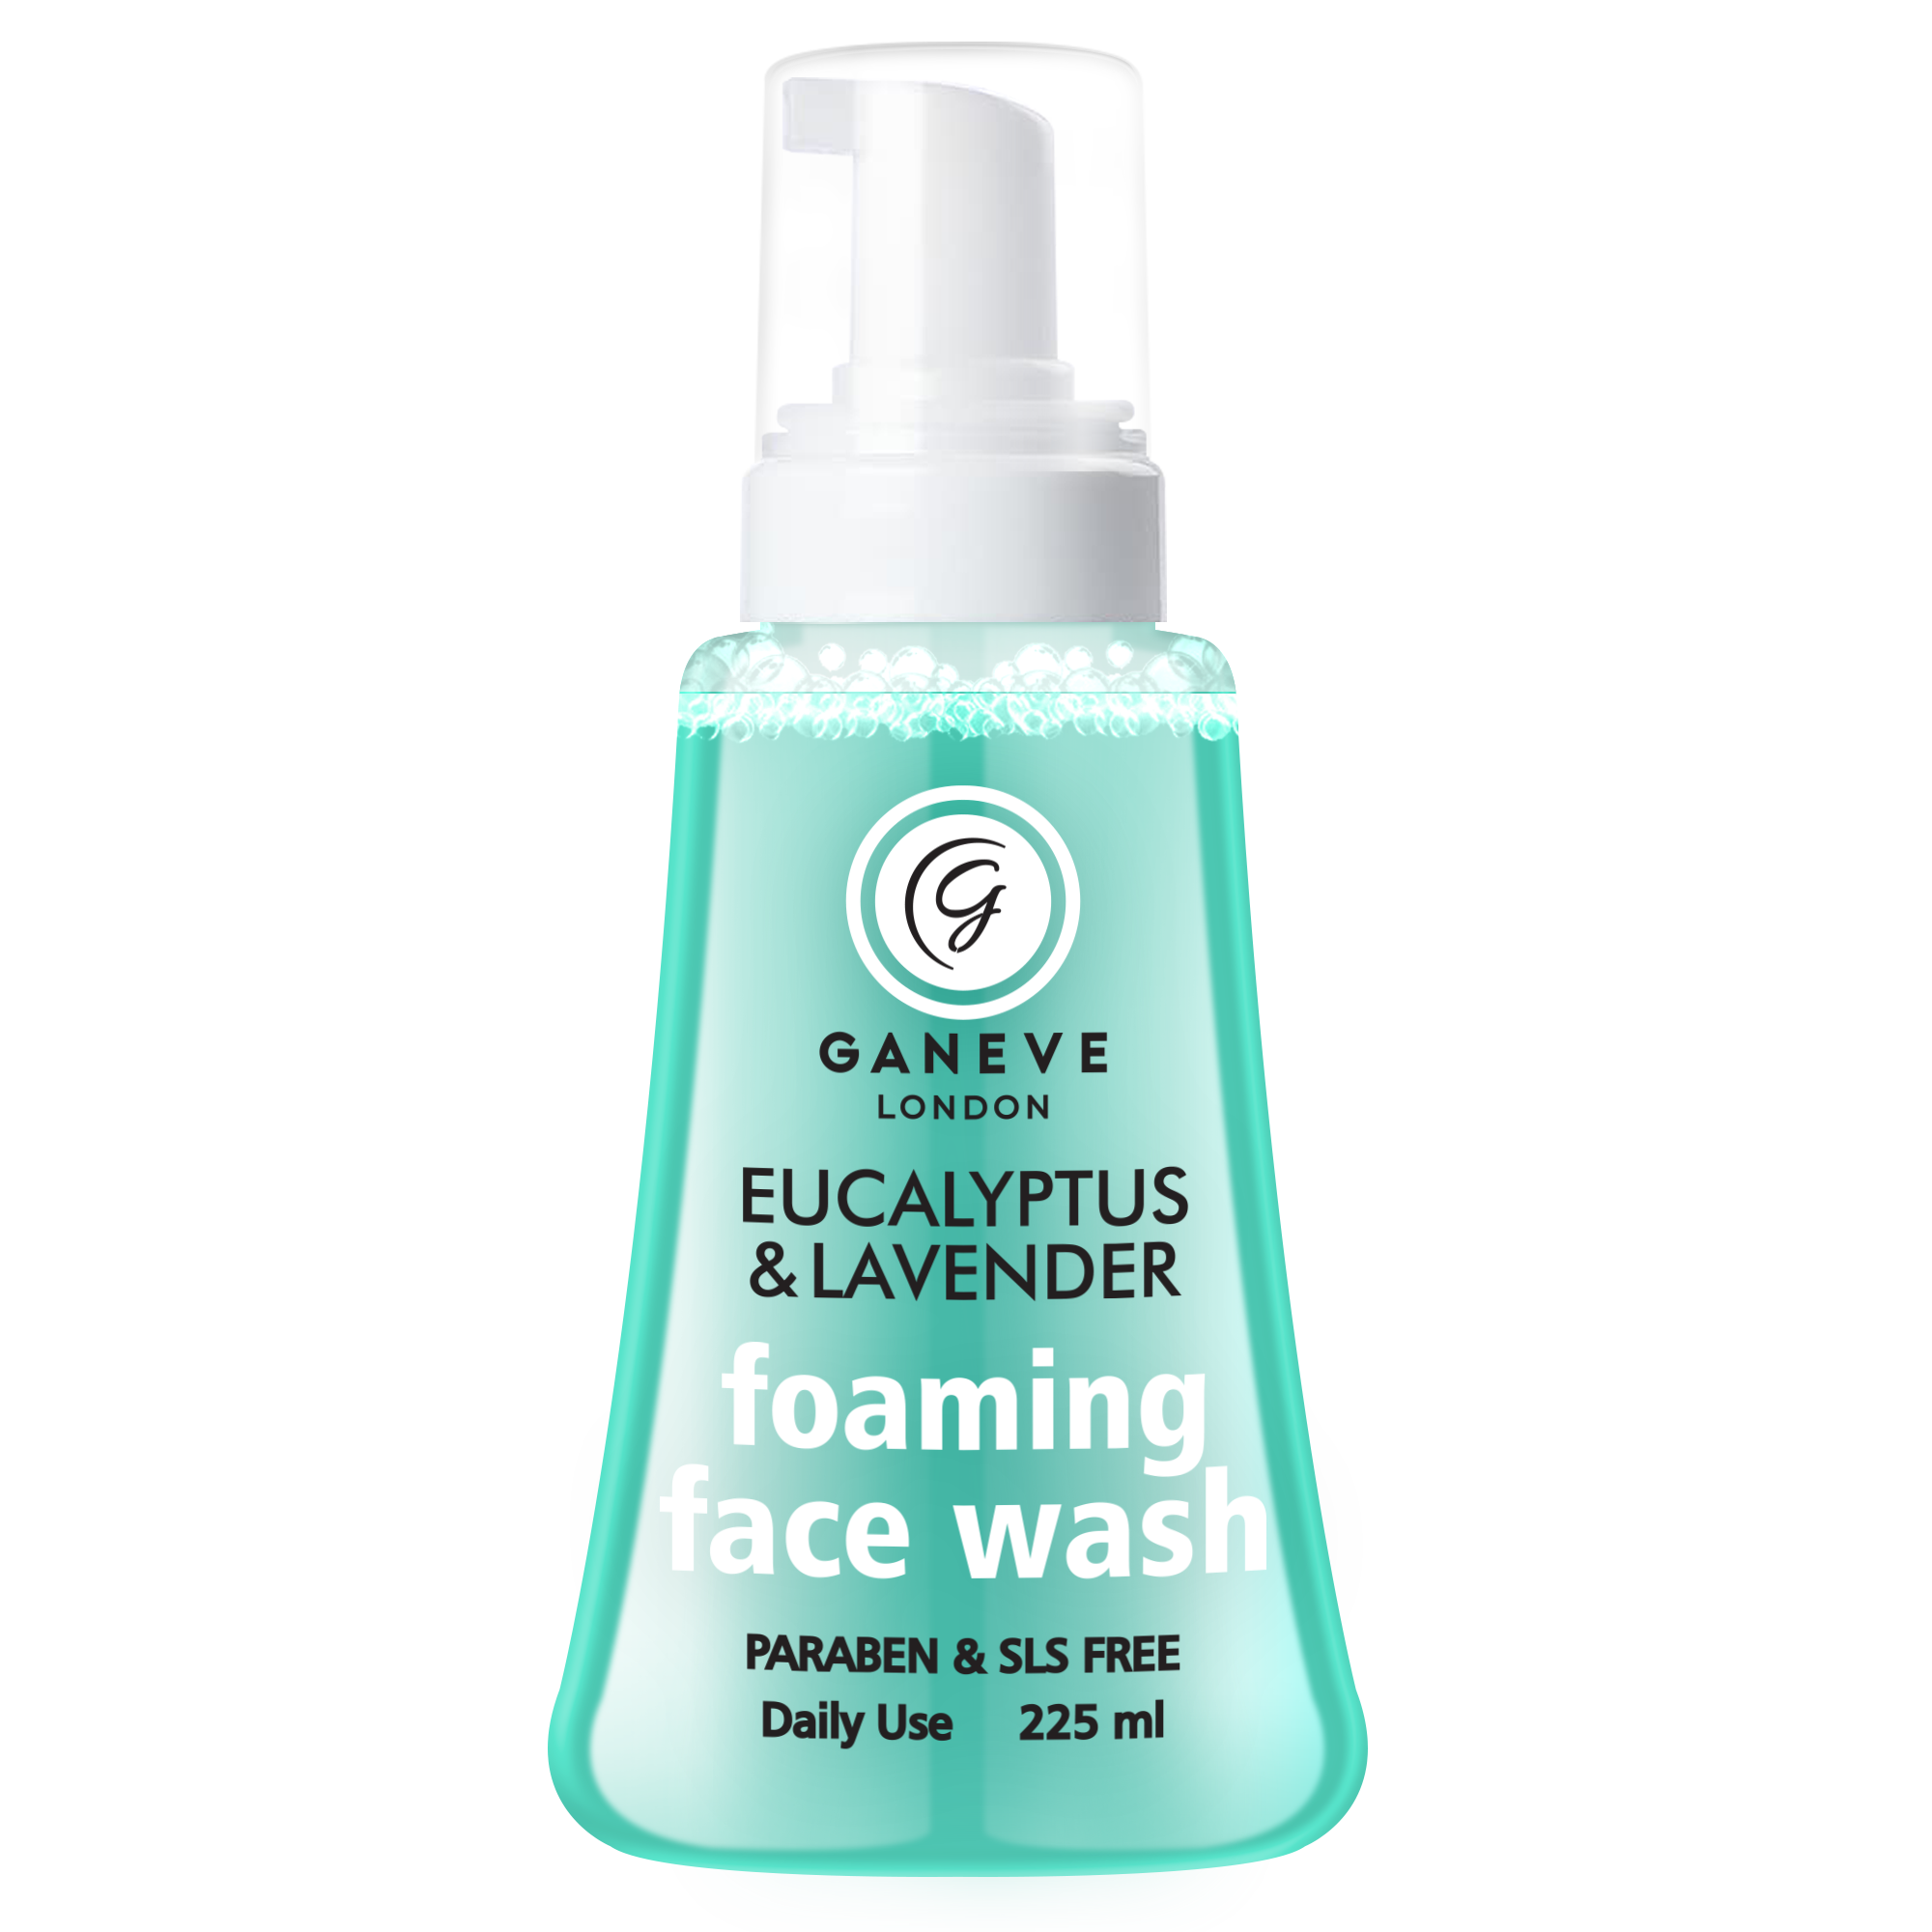 G
GANEVE
LONDON
EUCALYPTUS
& LAVENDER
foaming
face wash
PARABEN & SLS FREE
Daily Use 225 ml